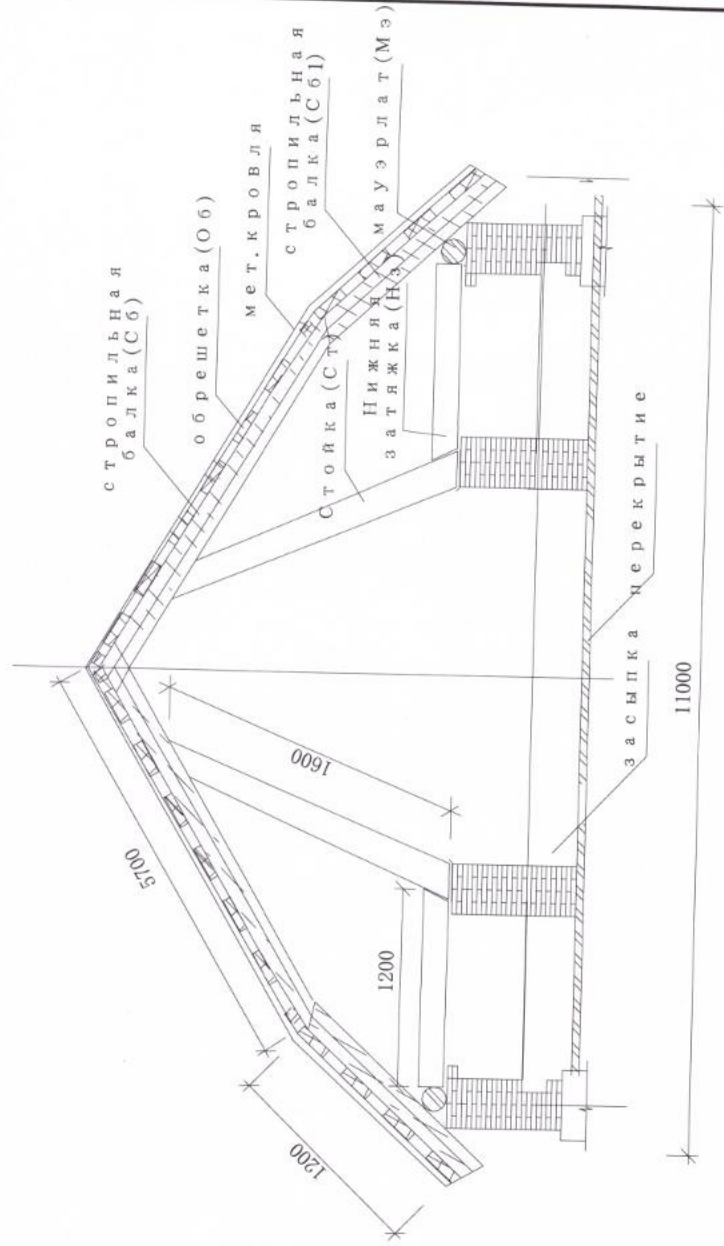 стропильная
балка(Сб)
обрешетка(Об)
мет.кровля
стропильная
балка(Сб1)
мауэрлат(Мэ)
Стойка(Ст)
Нижняя
затяжка(Нз
5700
1600
1200
1200
засыпка
перекрытие
11000